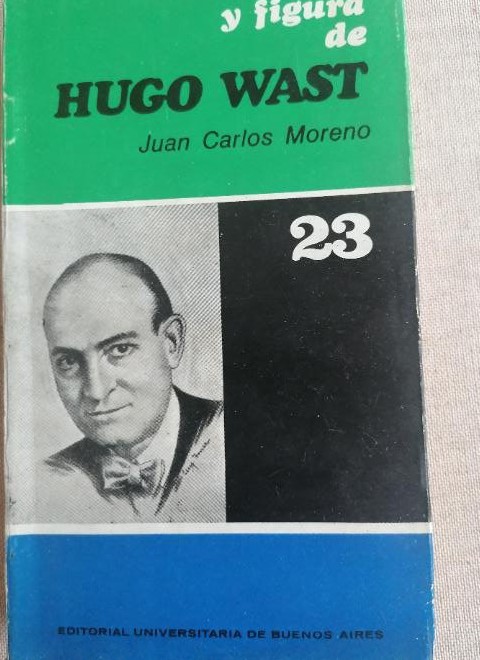 y figura
de
HUGO WAST
Juan Carlos Moreno
23
EDITORIAL UNIVERSITARIA DE BUENOS AIRES